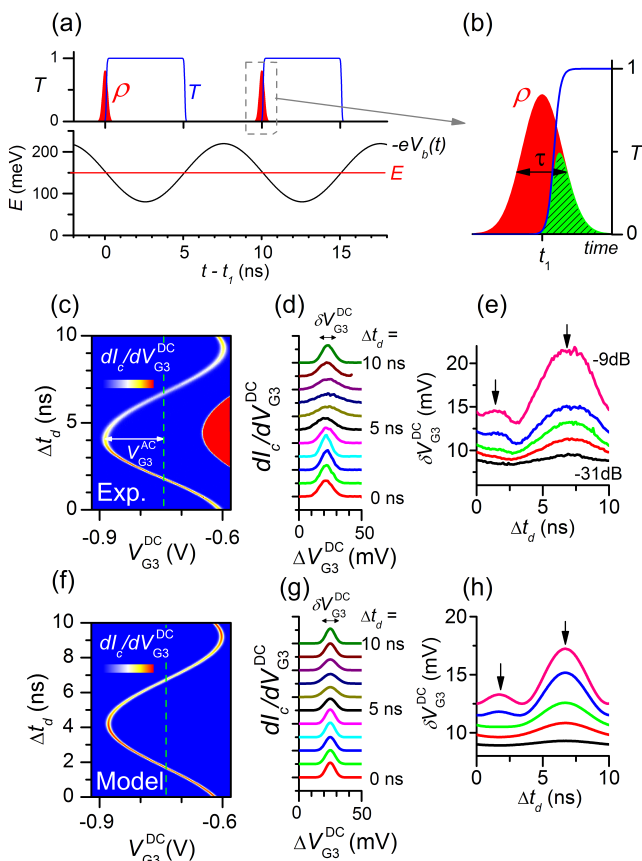 (a)
T
1
0
ρ
T
E (meV)
200
100
0
-eV_b(t)
E
0
5
10
15
t - t_1 (ns)
(b)
ρ
τ
1
T
0
t_1
time
(c)
10
5
0
Δt_d (ns)
dI_c/dV_G3^DC
V_G3^AC
Exp.
-0.9
-0.6
V_G3^DC (V)
(d)
δV_G3^DC
Δt_d =
10 ns
5 ns
0 ns
dI_c/dV_G3^DC
0
50
ΔV_G3^DC (mV)
(e)
-9dB
-31dB
20
15
10
δV_G3^DC (mV)
0
5
10
Δt_d (ns)
(f)
10
8
6
4
2
0
Δt_d (ns)
dI_c/dV_G3^DC
Model
-0.9
-0.6
V_G3^DC (V)
(g)
δV_G3^DC
Δt_d =
10 ns
5 ns
0 ns
dI_c/dV_G3^DC
0
50
ΔV_G3^DC (mV)
(h)
20
15
10
δV_G3^DC (mV)
0
5
10
Δt_d (ns)